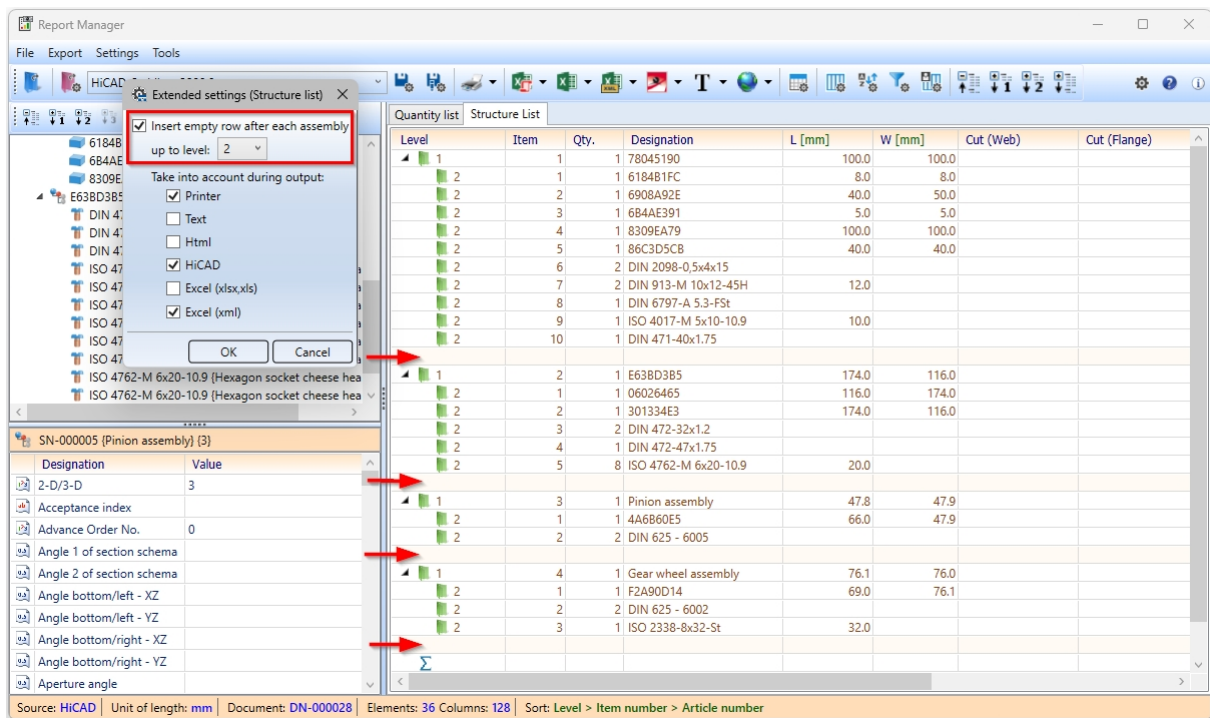 Report Manager
File Export Settings Tools
HiCAD
Extended settings (Structure list)
Insert empty row after each assembly
up to level: 2
Take into account during output:
Printer
Text
Html
HiCAD
Excel (xlsx,xls)
Excel (xml)
OK Cancel
6184B
6B4AE
8309E
E63BD3B5
DIN 47
DIN 47
DIN 47
ISO 47
ISO 47
ISO 47
ISO 47
ISO 47
ISO 47
ISO 4762-M 6x20-10.9 {Hexagon socket cheese hea
ISO 4762-M 6x20-10.9 {Hexagon socket cheese hea
SN-000005 {Pinion assembly} {3}
Designation Value
2-D/3-D 3
Acceptance index
Advance Order No. 0
Angle 1 of section schema
Angle 2 of section schema
Angle bottom/left - XZ
Angle bottom/left - YZ
Angle bottom/right - XZ
Angle bottom/right - YZ
Aperture angle
Quantity list Structure List
Level Item Qty. Designation L [mm] W [mm] Cut (Web) Cut (Flange)
1 1 1 78045190 100.0 100.0
2 1 1 6184B1FC 8.0 8.0
2 2 1 6908A92E 40.0 50.0
2 3 1 6B4AE391 5.0 5.0
2 4 1 8309EA79 100.0 100.0
2 5 1 86C3D5CB 40.0 40.0
2 6 2 DIN 2098-0,5x4x15
2 7 2 DIN 913-M 10x12-45H 12.0
2 8 1 DIN 6797-A 5.3-FSt
2 9 1 ISO 4017-M 5x10-10.9 10.0
2 10 1 DIN 471-40x1.75
1 2 1 E63BD3B5 174.0 116.0
2 1 1 06026465 116.0 174.0
2 2 1 301334E3 174.0 116.0
2 3 2 DIN 472-32x1.2
2 4 1 DIN 472-47x1.75
2 5 8 ISO 4762-M 6x20-10.9 20.0
1 3 1 Pinion assembly 47.8 47.9
2 1 1 4A6B60E5 66.0 47.9
2 2 2 DIN 625 - 6005
1 4 1 Gear wheel assembly 76.1 76.0
2 1 1 F2A90D14 69.0 76.1
2 2 2 DIN 625 - 6002
2 3 1 ISO 2338-8x32-St 32.0
Σ
Source: HiCAD Unit of length: mm Document: DN-000028 Elements: 36 Columns: 128 Sort: Level > Item number > Article number